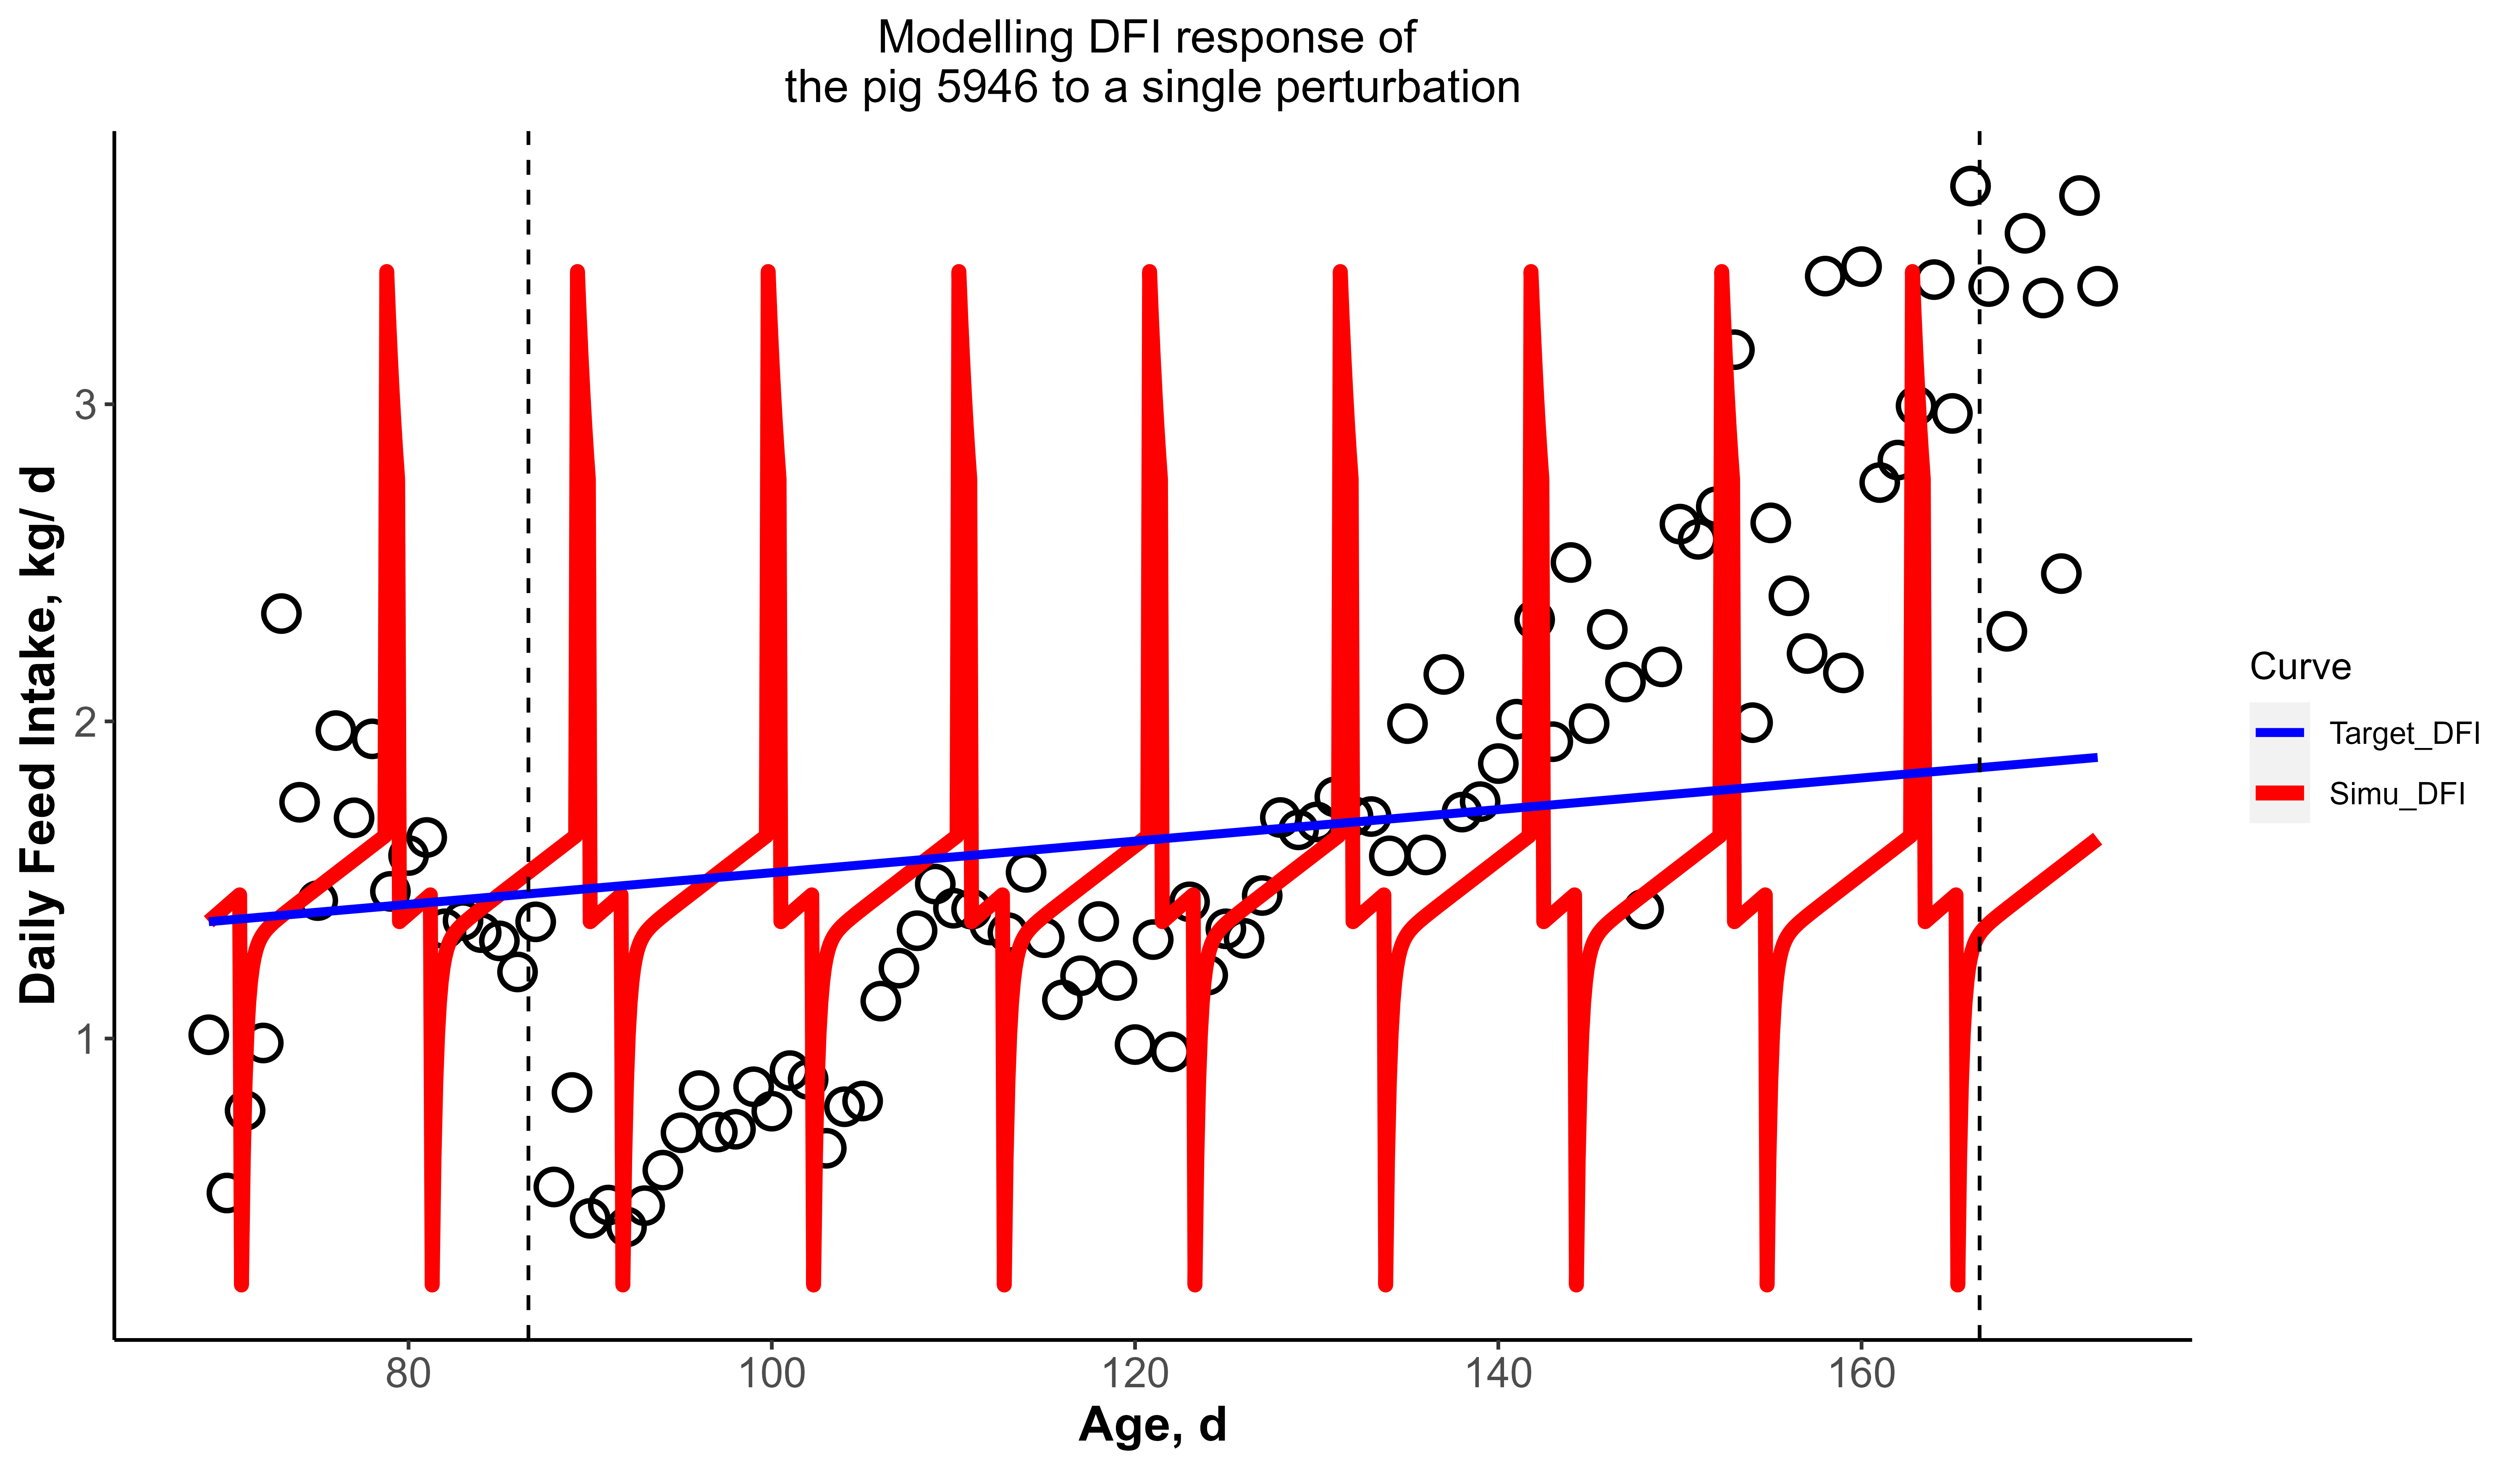 Modelling DFI response of
the pig 5946 to a single perturbation
Daily Feed Intake, kg/ d
3
2
1
80
100
120
140
160
Age, d
Curve
Target_DFI
Simu_DFI